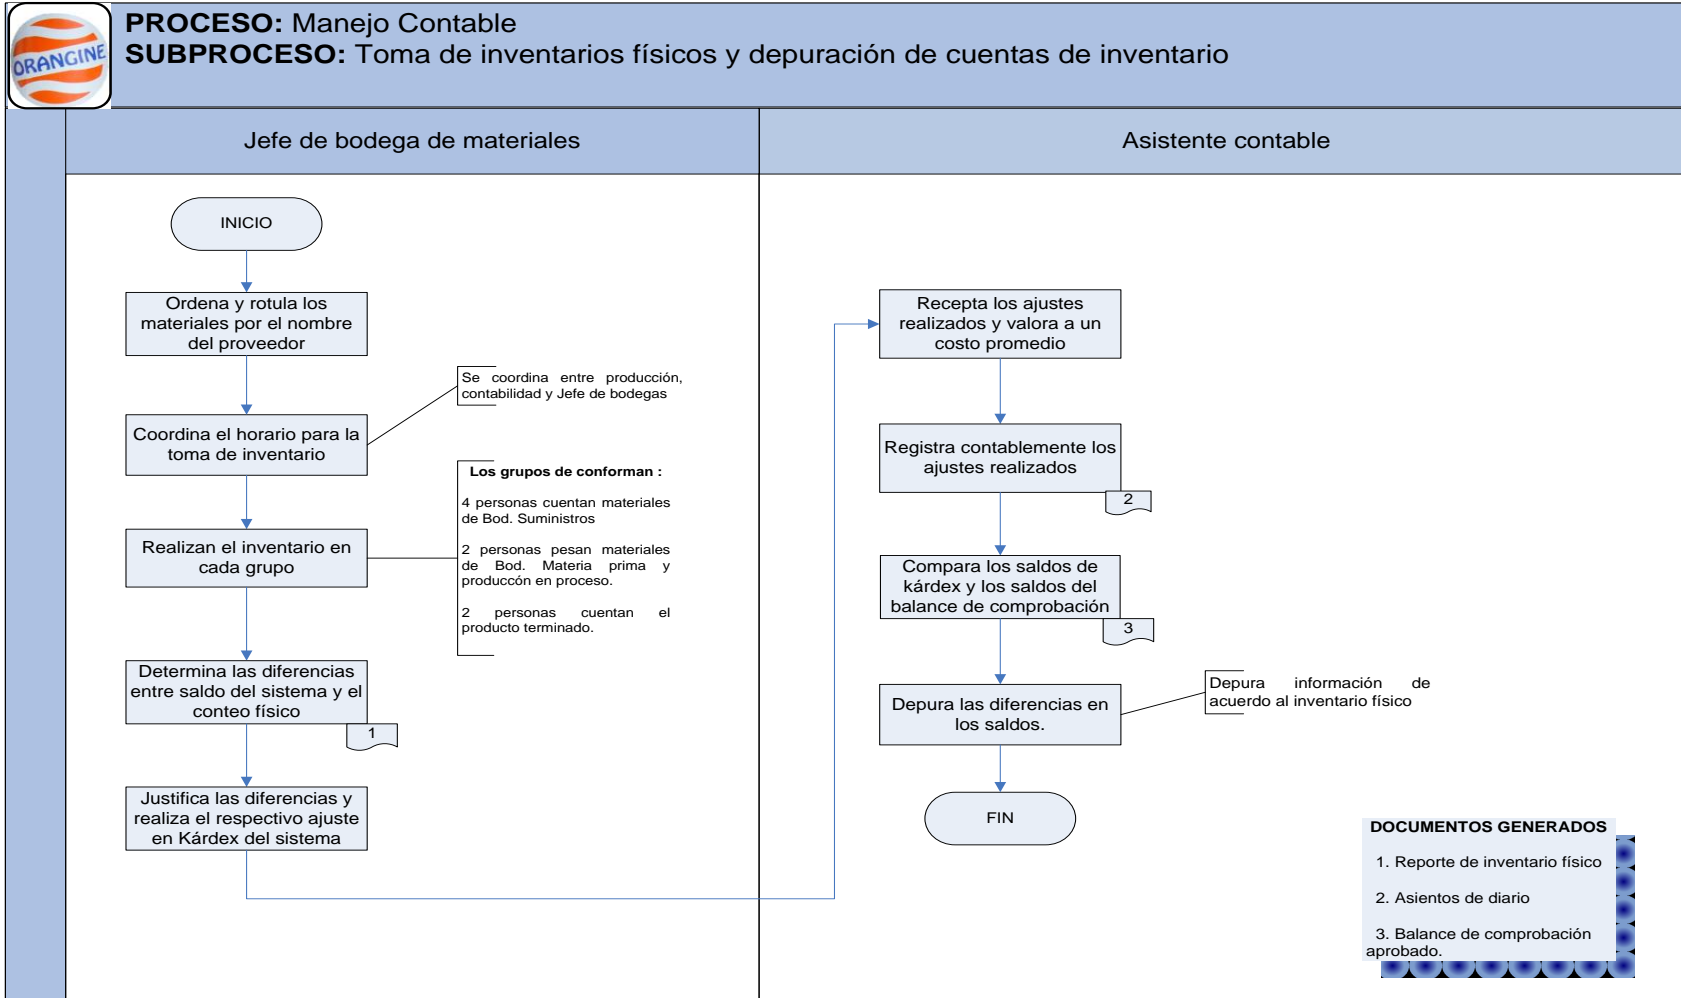 ORANGINE
PROCESO: Manejo Contable
SUBPROCESO: Toma de inventarios físicos y depuración de cuentas de inventario
Jefe de bodega de materiales
Asistente contable
INICIO
Ordena y rotula los
materiales por el nombre
del proveedor
Se coordina entre producción,
contabilidad y Jefe de bodegas
Coordina el horario para la
toma de inventario
Los grupos de conforman :
4 personas cuentan materiales
de Bod. Suministros
2 personas pesan materiales
de Bod. Materia prima y
produccón en proceso.
2 personas cuentan el
producto terminado.
Realizan el inventario en
cada grupo
Determina las diferencias
entre saldo del sistema y el
conteo físico
1
Justifica las diferencias y
realiza el respectivo ajuste
en Kárdex del sistema
Recepta los ajustes
realizados y valora a un
costo promedio
Registra contablemente los
ajustes realizados
2
Compara los saldos de
kárdex y los saldos del
balance de comprobación
3
Depura información de
acuerdo al inventario físico
Depura las diferencias en
los saldos.
FIN
DOCUMENTOS GENERADOS
1. Reporte de inventario físico
2. Asientos de diario
3. Balance de comprobación
aprobado.